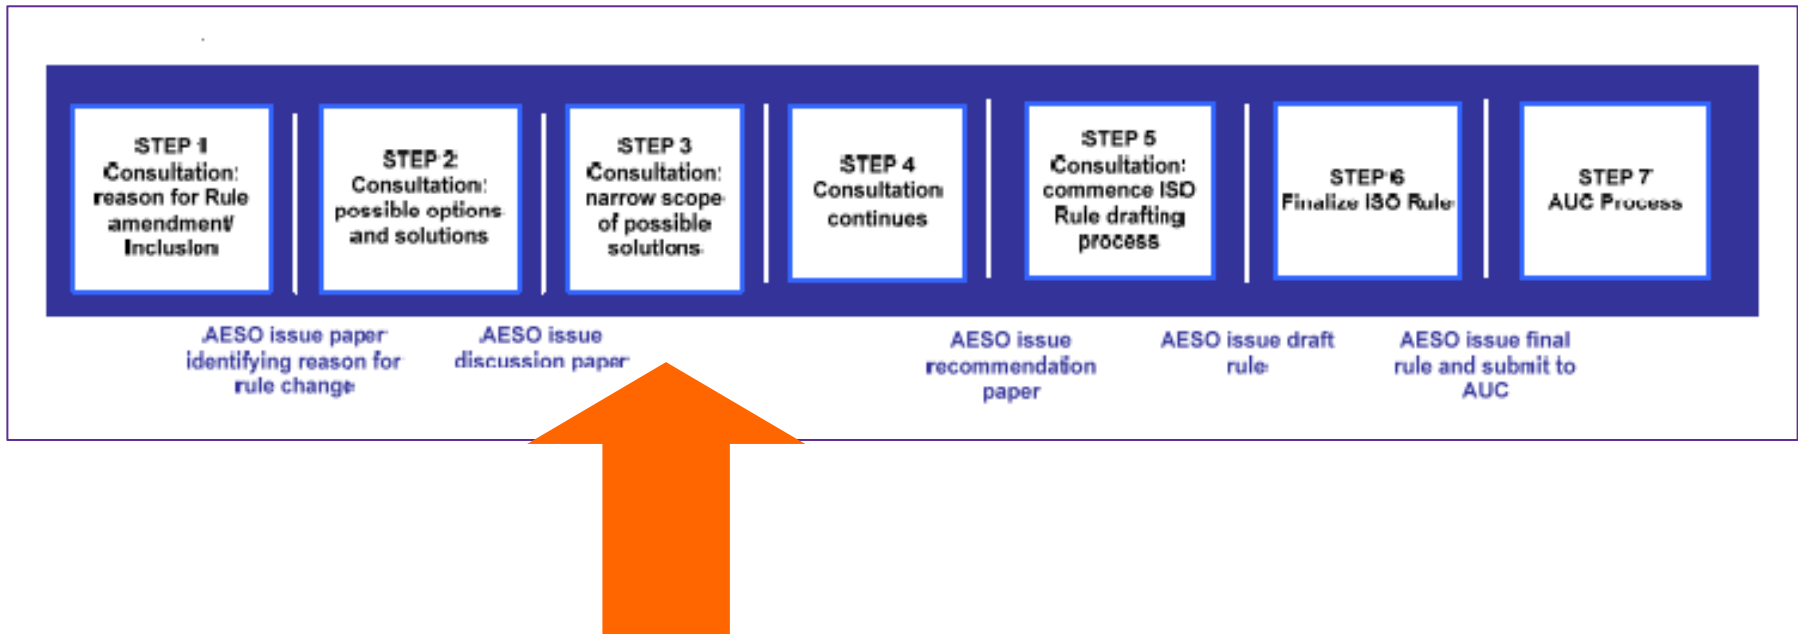 STEP 1
Consultation:
reason for Rule
amendment/
Inclusion
STEP 2
Consultation:
possible options
and solutions
STEP 3
Consultation:
narrow scope
of possible
solutions
STEP 4
Consultation
continues
STEP 5
Consultation:
commence ISO
Rule drafting
process
STEP 6
Finalize ISO Rule
STEP 7
AUC Process
AESO issue paper
identifying reason for
rule change
AESO issue
discussion paper
AESO issue
recommendation
paper
AESO issue draft
rule
AESO issue final
rule and submit to
AUC